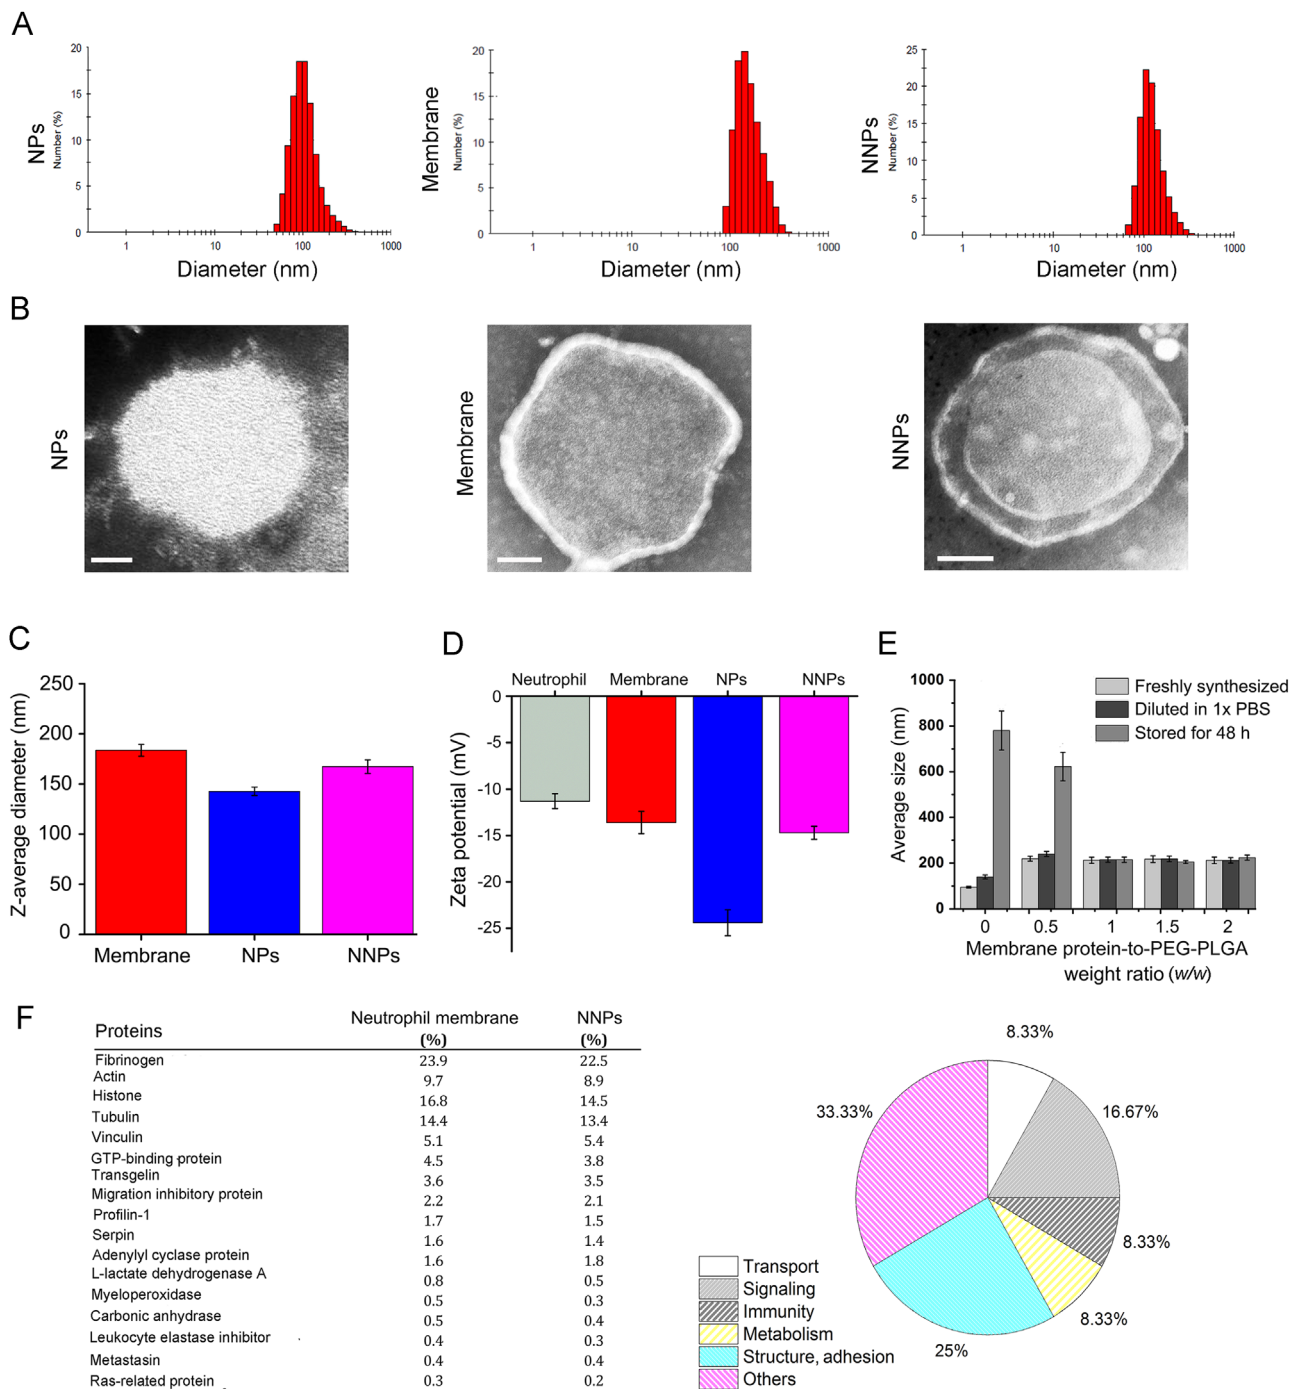 A
NPs
Number (%)
20
15
10
5
0
1
10
100
1000
Diameter (nm)
Membrane
Number (%)
20
15
10
5
0
1
10
100
1000
Diameter (nm)
NNPs
Number (%)
25
20
15
10
5
0
1
10
100
1000
Diameter (nm)
B
NPs
Membrane
NNPs
C
Z-average diameter (nm)
250
200
150
100
50
0
Membrane
NPs
NNPs
D
Neutrophil
Membrane
NPs
NNPs
Zeta potential (mV)
0
-5
-10
-15
-20
-25
E
Average size (nm)
1000
800
600
400
200
0
Freshly synthesized
Diluted in 1x PBS
Stored for 48 h
0
0.5
1
1.5
2
Membrane protein-to-PEG-PLGA
weight ratio (w/w)
F
Proteins Neutrophil membrane (%) NNPs (%)
Fibrinogen 23.9 22.5
Actin 9.7 8.9
Histone 16.8 14.5
Tubulin 14.4 13.4
Vinculin 5.1 5.4
GTP-binding protein 4.5 3.8
Transgelin 3.6 3.5
Migration inhibitory protein 2.2 2.1
Profilin-1 1.7 1.5
Serpin 1.6 1.4
Adenylyl cyclase protein 1.6 1.8
L-lactate dehydrogenase A 0.8 0.5
Myeloperoxidase 0.5 0.3
Carbonic anhydrase 0.5 0.4
Leukocyte elastase inhibitor 0.4 0.3
Metastasin 0.4 0.4
Ras-related protein 0.3 0.2
8.33%
16.67%
8.33%
8.33%
25%
33.33%
Transport
Signaling
Immunity
Metabolism
Structure, adhesion
Others